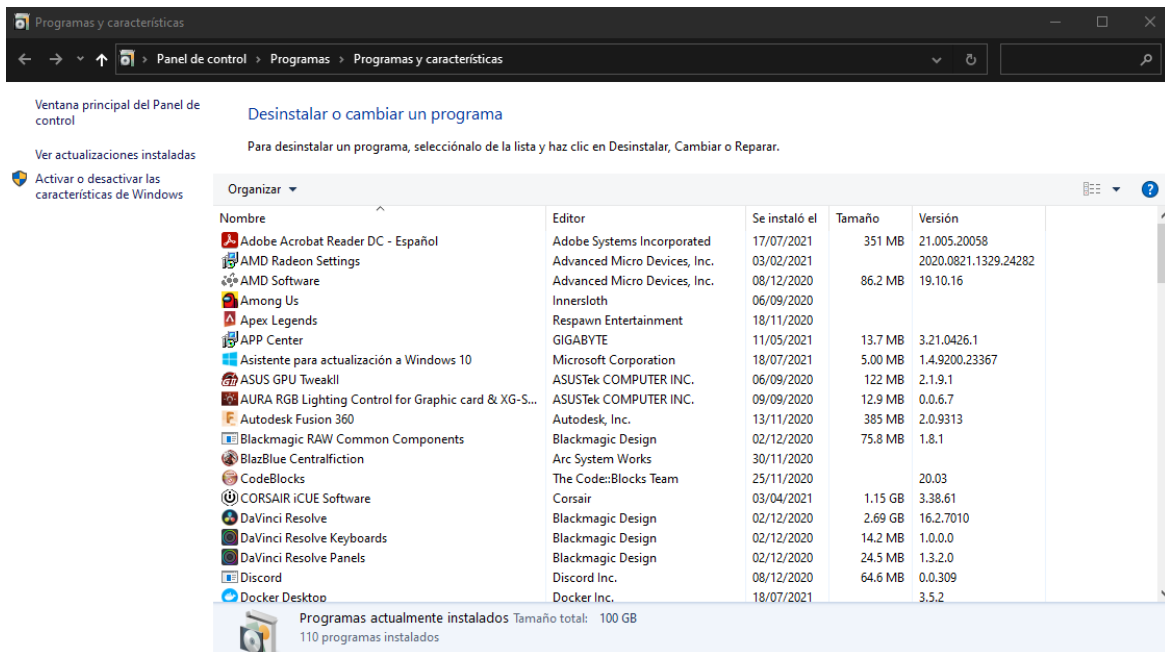 Programas y características
Panel de control > Programas > Programas y características
Ventana principal del Panel de
control
Ver actualizaciones instaladas
Activar o desactivar las
características de Windows
Desinstalar o cambiar un programa
Para desinstalar un programa, selecciónalo de la lista y haz clic en Desinstalar, Cambiar o Reparar.
Organizar
Nombre Editor Se instaló el Tamaño Versión
Adobe Acrobat Reader DC - Español Adobe Systems Incorporated 17/07/2021 351 MB 21.005.20058
AMD Radeon Settings Advanced Micro Devices, Inc. 03/02/2021 2020.0821.1329.24282
AMD Software Advanced Micro Devices, Inc. 08/12/2020 86.2 MB 19.10.16
Among Us Innersloth 06/09/2020
Apex Legends Respawn Entertainment 18/11/2020
APP Center GIGABYTE 11/05/2021 13.7 MB 3.21.0426.1
Asistente para actualización a Windows 10 Microsoft Corporation 18/07/2021 5.00 MB 1.4.9200.23367
ASUS GPU TweakII ASUSTek COMPUTER INC. 06/09/2020 122 MB 2.1.9.1
AURA RGB Lighting Control for Graphic card & XG-S... ASUSTek COMPUTER INC. 09/09/2020 12.9 MB 0.0.6.7
Autodesk Fusion 360 Autodesk, Inc. 13/11/2020 385 MB 2.0.9313
Blackmagic RAW Common Components Blackmagic Design 02/12/2020 75.8 MB 1.8.1
BlazBlue Centralfiction Arc System Works 30/11/2020
CodeBlocks The Code::Blocks Team 25/11/2020 20.03
CORSAIR iCUE Software Corsair 03/04/2021 1.15 GB 3.38.61
DaVinci Resolve Blackmagic Design 02/12/2020 2.69 GB 16.2.7010
DaVinci Resolve Keyboards Blackmagic Design 02/12/2020 14.2 MB 1.0.0.0
DaVinci Resolve Panels Blackmagic Design 02/12/2020 24.5 MB 1.3.2.0
Discord Discord Inc. 08/12/2020 64.6 MB 0.0.309
Docker Desktop Docker Inc. 18/07/2021 3.5.2
Programas actualmente instalados Tamaño total: 100 GB
110 programas instalados